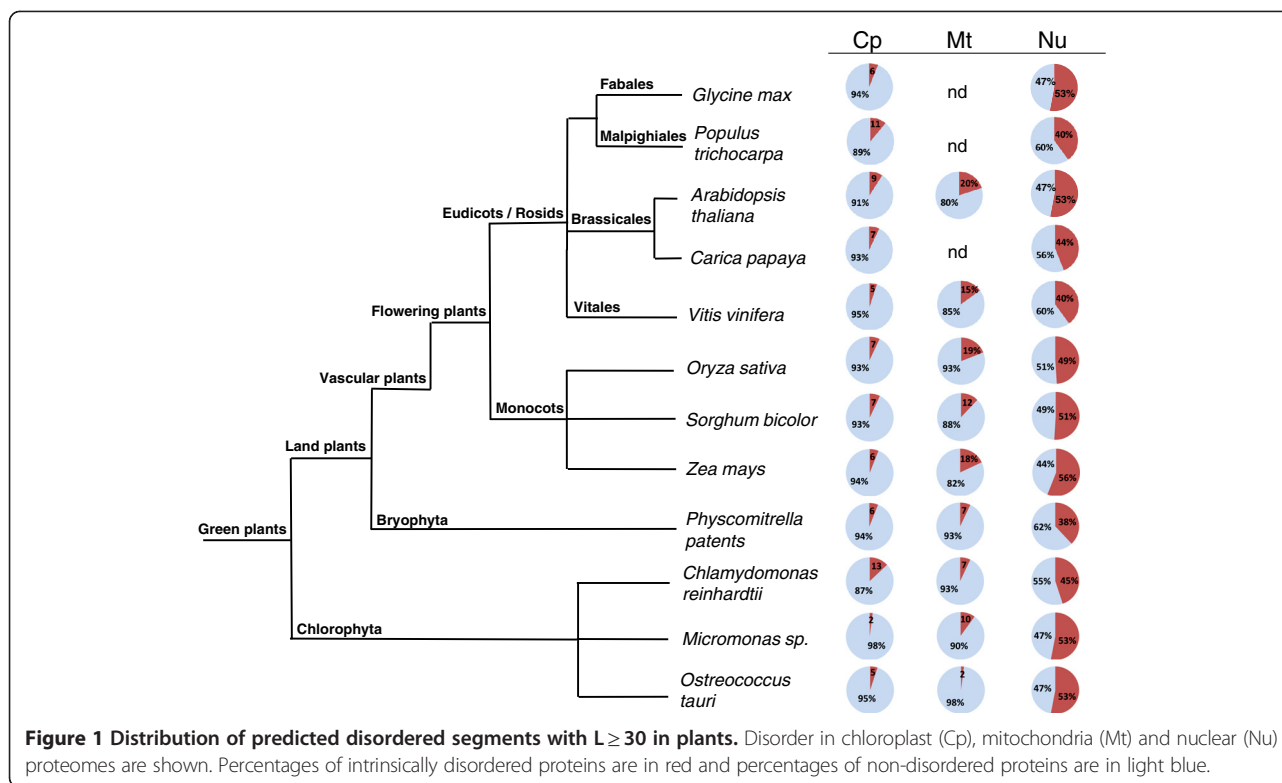 Cp Mt Nu
Fabales
Glycine max
6
94%
nd
47%
53%
Malpighiales
Populus
trichocarpa
11
89%
nd
40%
60%
Eudicots / Rosids
Brassicales
Arabidopsis
thaliana
9
91%
20%
80%
47%
53%
Carica papaya
7
93%
nd
44%
56%
Flowering plants
Vitales
Vitis vinifera
5
95%
15%
85%
40%
60%
Vascular plants
Oryza sativa
7
93%
19%
93%
51%
49%
Monocots
Sorghum bicolor
7
93%
12
88%
49%
51%
Land plants
Zea mays
6
94%
18%
82%
44%
56%
Green plants
Bryophyta
Physcomitrella
patents
6
94%
7
93%
62%
38%
Chlamydomonas
reinhardtii
13
87%
7
93%
55%
45%
Chlorophyta
Micromonas sp.
2
98%
10
90%
47%
53%
Ostreococcus
tauri
5
95%
2
98%
47%
53%
Figure 1 Distribution of predicted disordered segments with L ≥ 30 in plants. Disorder in chloroplast (Cp), mitochondria (Mt) and nuclear (Nu)
proteomes are shown. Percentages of intrinsically disordered proteins are in red and percentages of non-disordered proteins are in light blue.